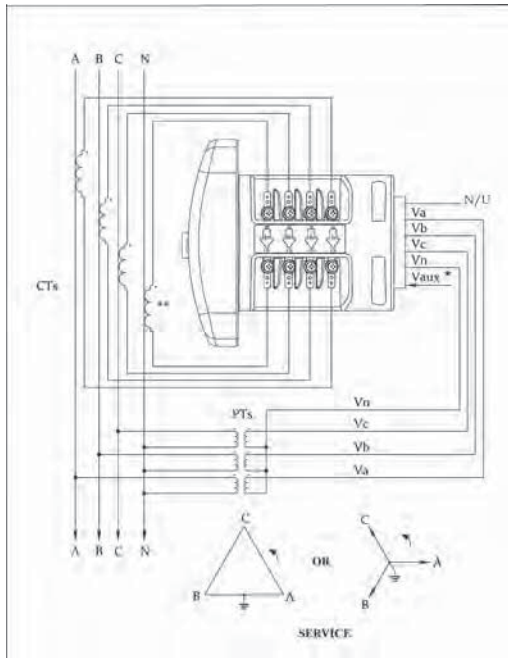 A B C N
N/U
Va
Vb
Vc
Vn
Vaux *
CTs
**
Vn
PTs
Vc
Vb
Va
A B C N
C
B A
OR
C
A
B
SERVICE